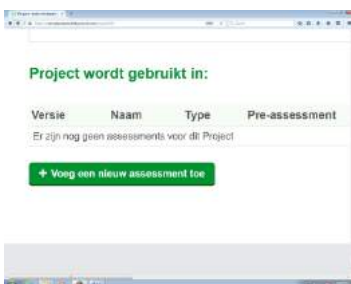 Project wordt gebruikt in:
Versie Naam Type Pre-assessment
Er zijn nog geen assessments voor dit Project
+ Voeg een nieuw assessment toe